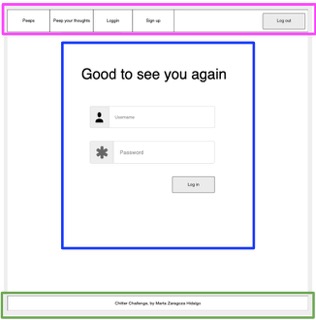 Peeps Peep your thoughts Loggin Sign up Log out
Good to see you again
Username
Password
Log in
Chitter Challenge, by Marta Zaragoza Hidalgo